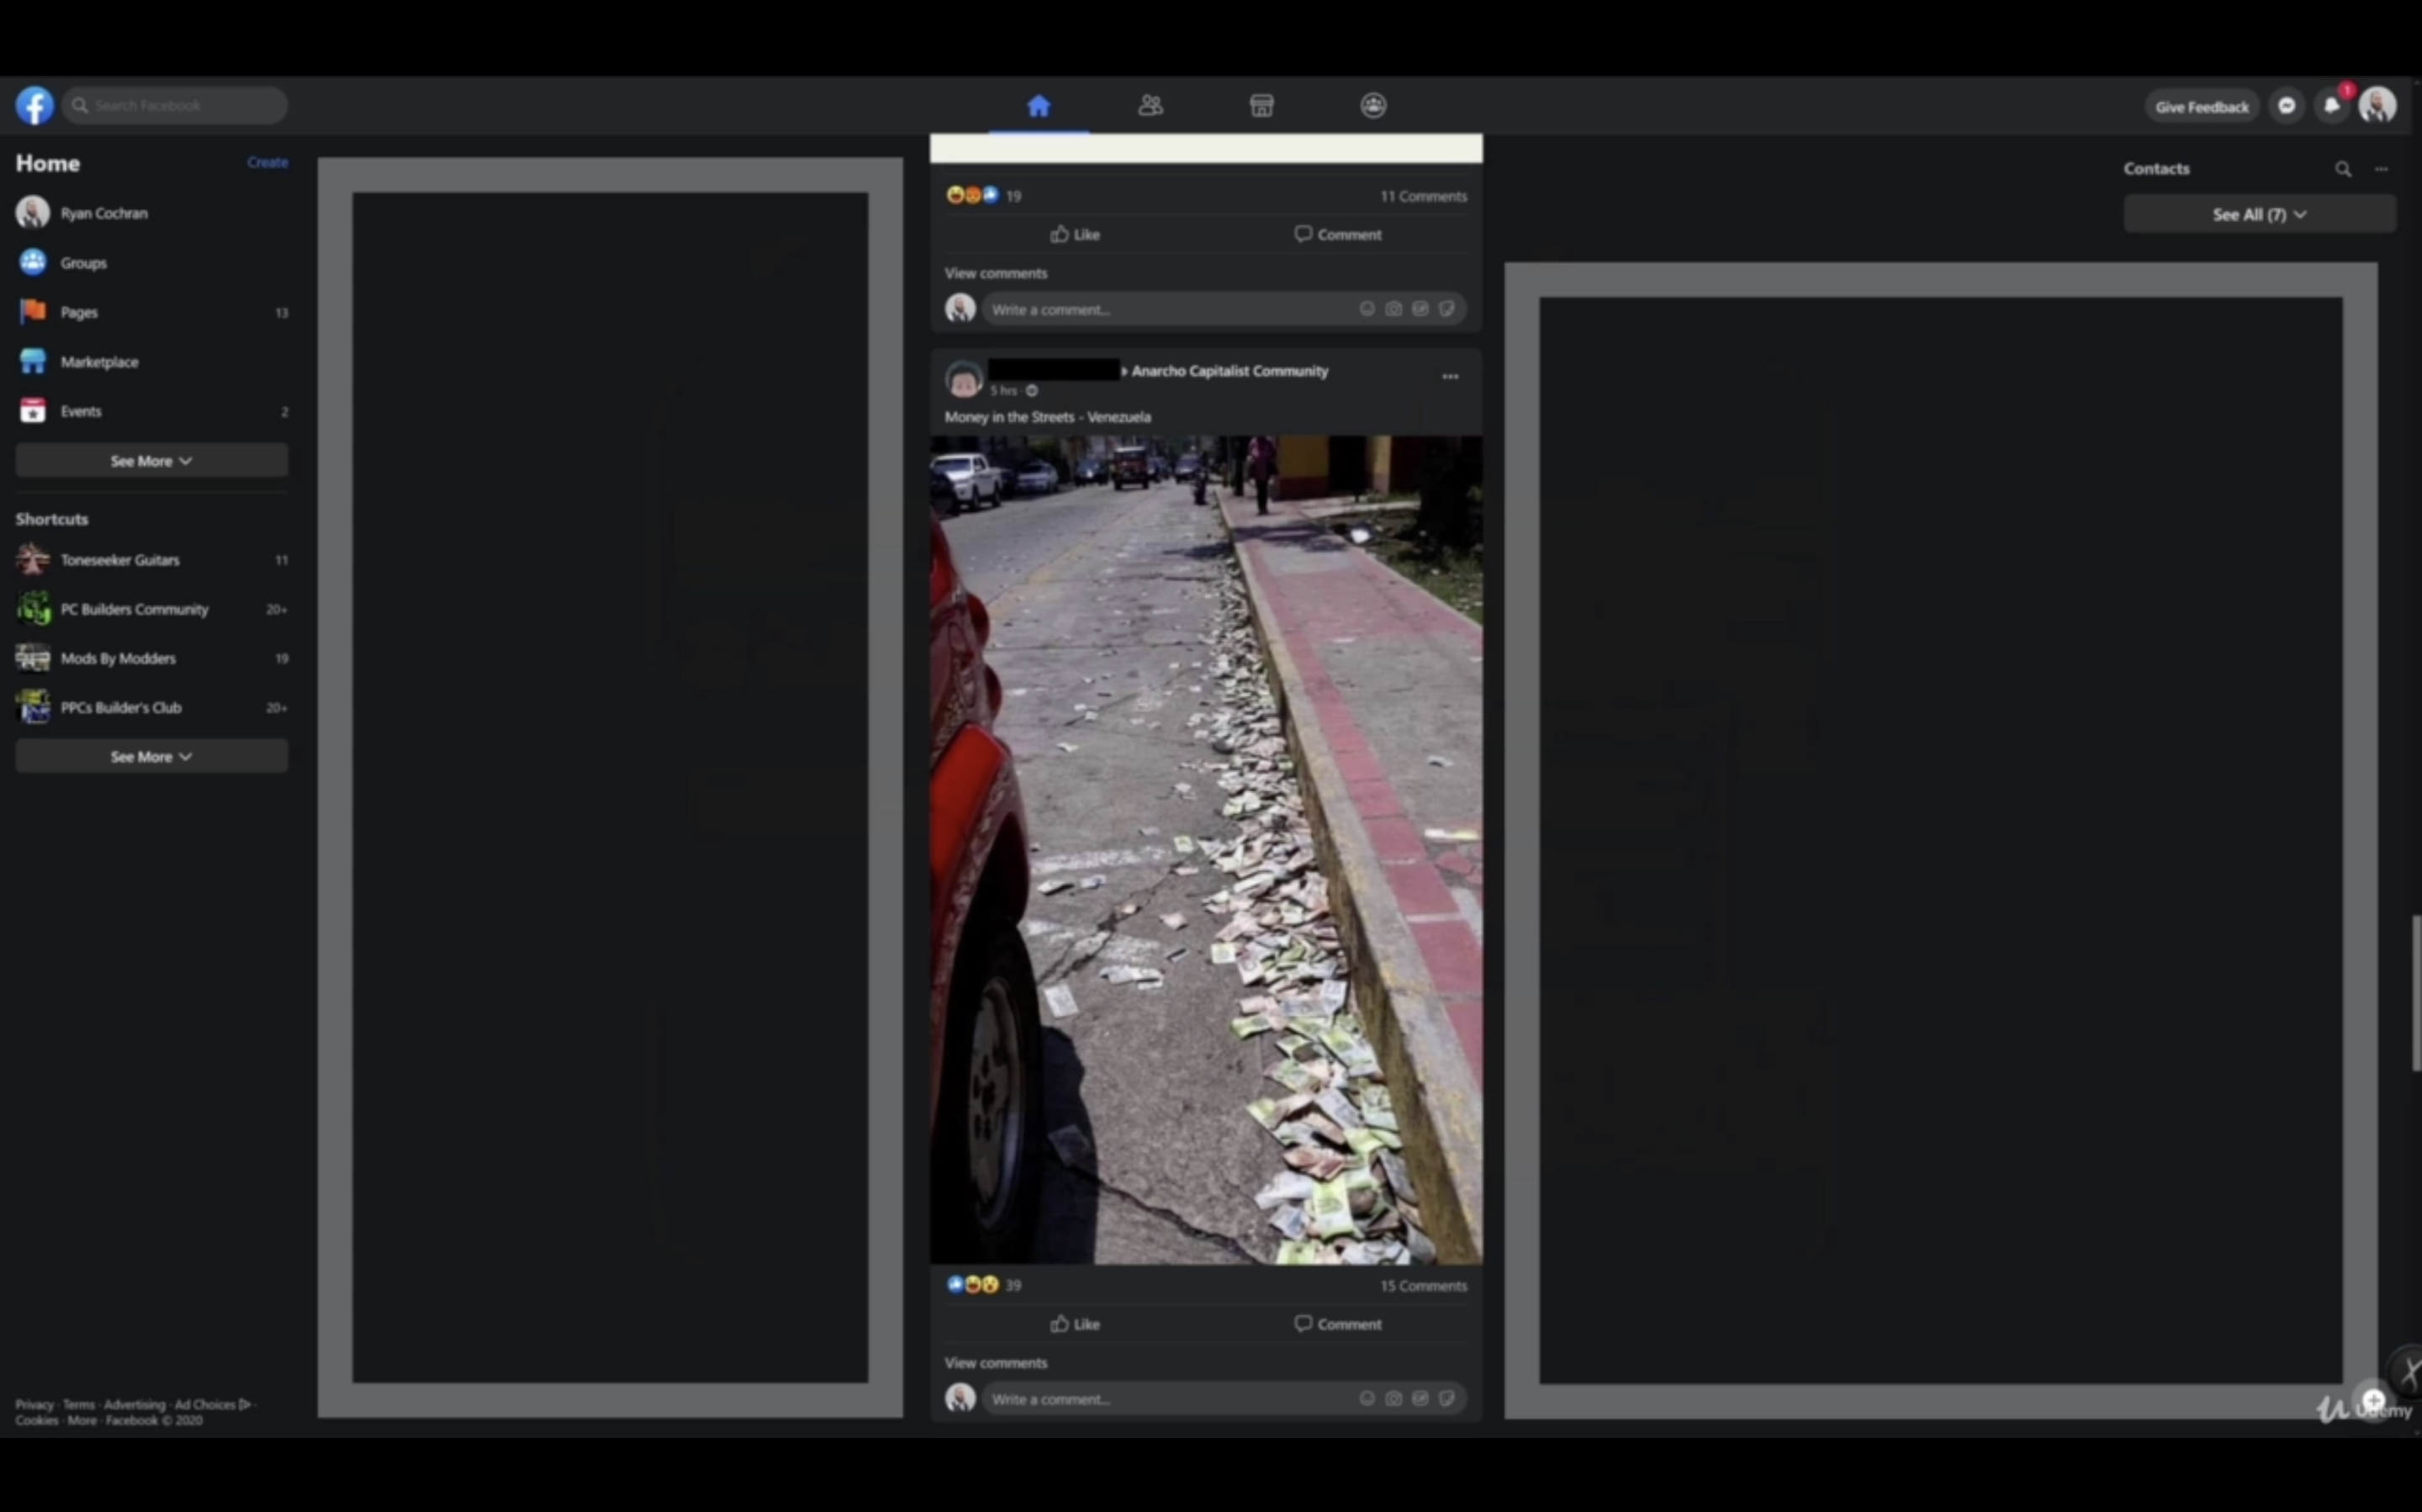 Search Facebook
Give Feedback
1
Home
Create
Ryan Cochran
Groups
Pages
13
Marketplace
Events
2
See More
Shortcuts
Toneseeker Guitars
11
PC Builders Community
20+
Mods By Modders
19
PPCs Builder's Club
20+
See More
Privacy · Terms · Advertising · Ad Choices ·
Cookies · More · Facebook © 2020
19
11 Comments
Like
Comment
View comments
Write a comment...
Anarcho Capitalist Community
5 hrs ·
Money in the Streets - Venezuela
39
15 Comments
Like
Comment
View comments
Write a comment...
Contacts
See All (7)
Udemy